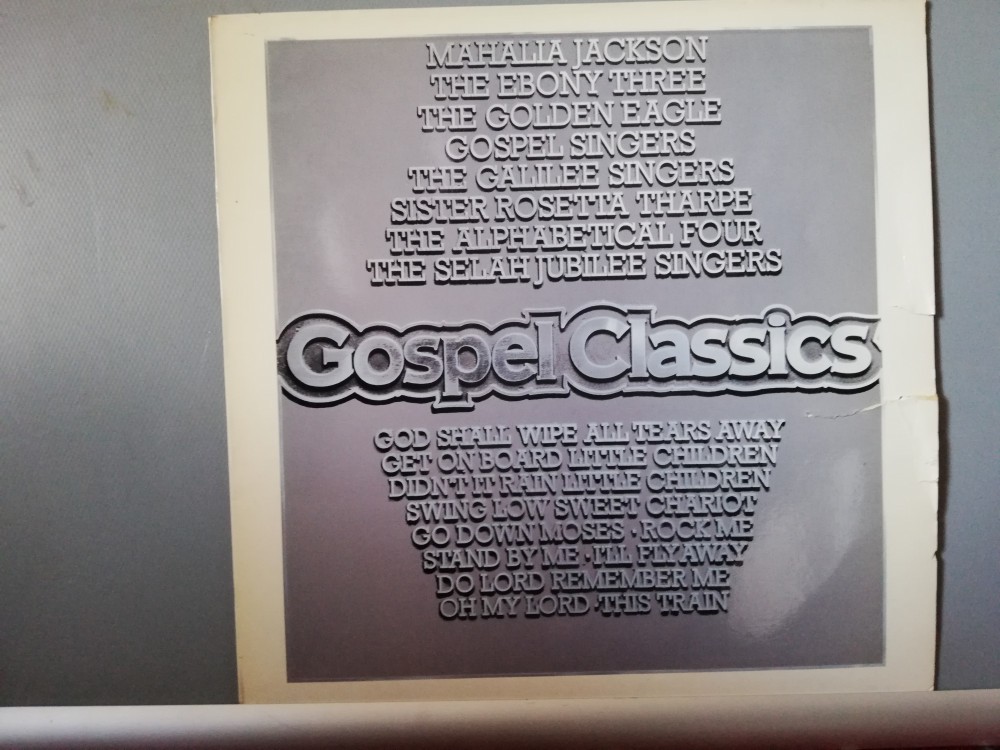 MAHALIA JACKSON
THE EBONY THREE
THE GOLDEN EAGLE
GOSPEL SINGERS
THE GALILEE SINGERS
SISTER ROSETTA THARPE
THE ALPHABETICAL FOUR
THE SELAH JUBILEE SINGERS
Gospel Classics
GOD SHALL WIPE ALL TEARS AWAY
GET ON BOARD LITTLE CHILDREN
DIDN'T IT RAIN LITTLE CHILDREN
SWING LOW SWEET CHARIOT
GO DOWN MOSES · ROCK ME
STAND BY ME · I'LL FLY AWAY
DO LORD REMEMBER ME
OH MY LORD · THIS TRAIN